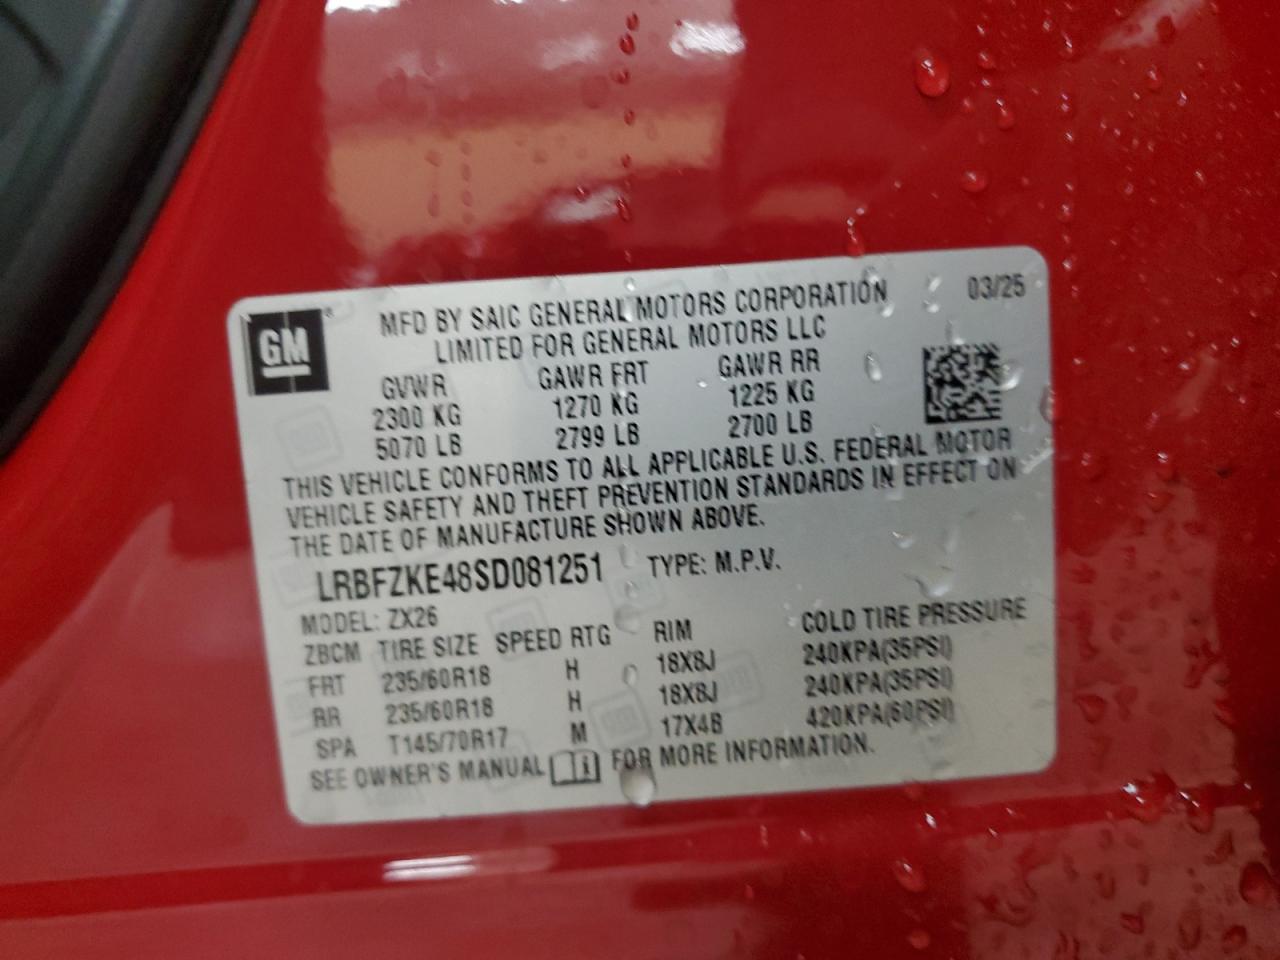 GM
MFD BY SAIC GENERAL MOTORS CORPORATION 03/25
LIMITED FOR GENERAL MOTORS LLC
GVWR GAWR FRT GAWR RR
2300 KG 1270 KG 1225 KG
5070 LB 2799 LB 2700 LB
THIS VEHICLE CONFORMS TO ALL APPLICABLE U.S. FEDERAL MOTOR
VEHICLE SAFETY AND THEFT PREVENTION STANDARDS IN EFFECT ON
THE DATE OF MANUFACTURE SHOWN ABOVE.
LRBFZKE48SD081251 TYPE: M.P.V.
MODEL: ZX26
ZBCM TIRE SIZE SPEED RTG RIM COLD TIRE PRESSURE
FRT 235/60R18 H 18X8J 240KPA(35PSI)
RR 235/60R18 H 18X8J 240KPA(35PSI)
SPA T145/70R17 M 17X4B 420KPA(60PSI)
SEE OWNER'S MANUAL FOR MORE INFORMATION.